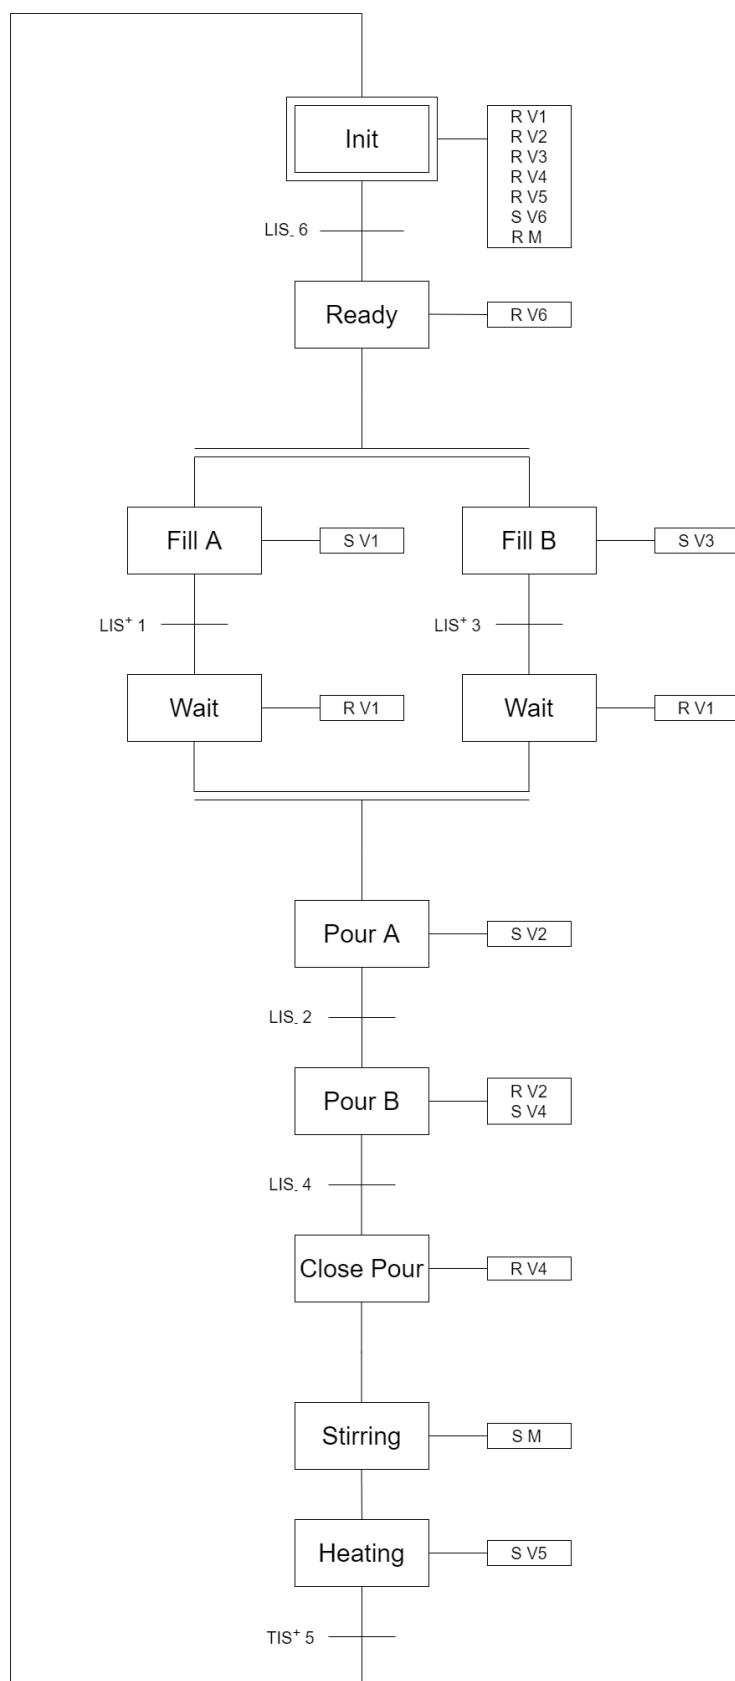 Init
R V1
R V2
R V3
R V4
R V5
S V6
R M
LIS- 6
Ready
R V6
Fill A
S V1
Fill B
S V3
LIS+ 1
LIS+ 3
Wait
R V1
Wait
R V1
Pour A
S V2
LIS- 2
Pour B
R V2
S V4
LIS- 4
Close Pour
R V4
Stirring
S M
Heating
S V5
TIS+ 5